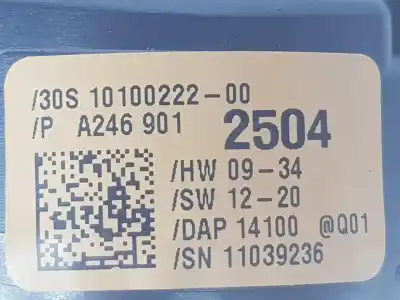 /30S 10100222-00
/P A246 901 2504
/HW 09-34
/SW 12-20
/DAP 14100 @Q01
/SN 11039236